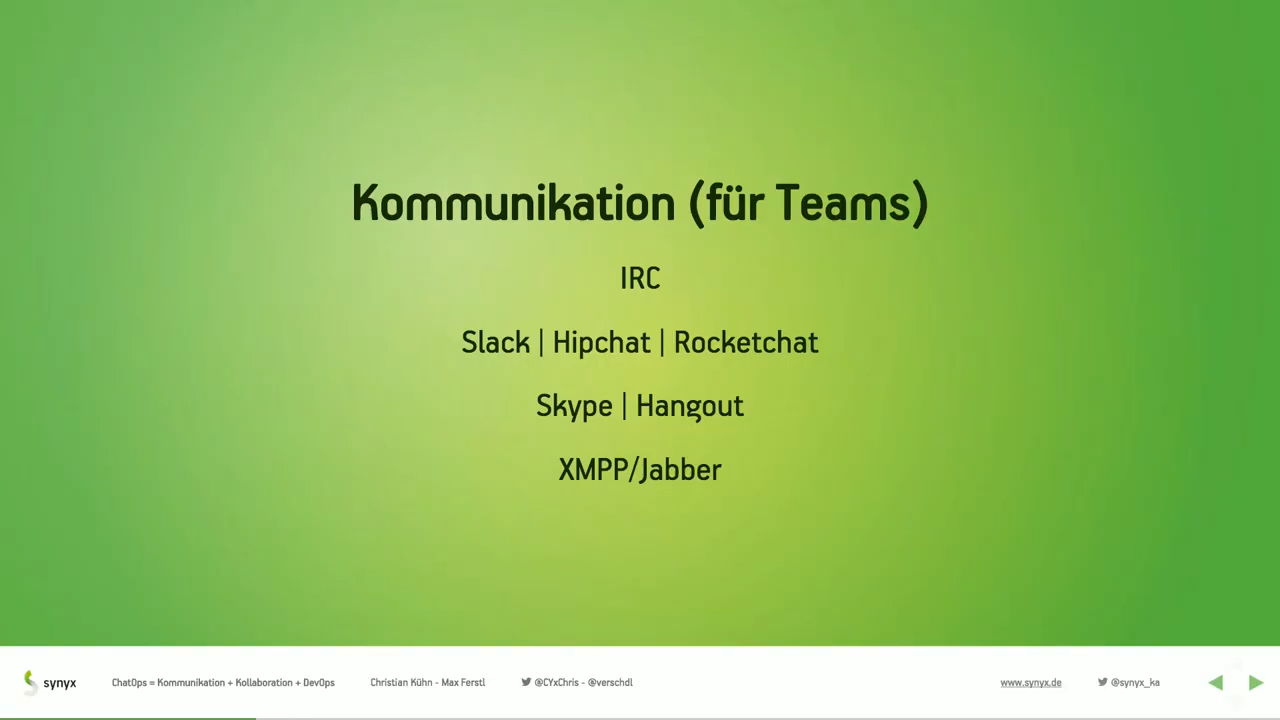 Kommunikation (für Teams)
IRC
Slack | Hipchat | Rocketchat
Skype | Hangout
XMPP/Jabber
synyx ChatOps = Kommunikation + Kollaboration + DevOps Christian Kühn - Max Ferstl @CYxChris - @verschdl www.synyx.de @synyx_ka